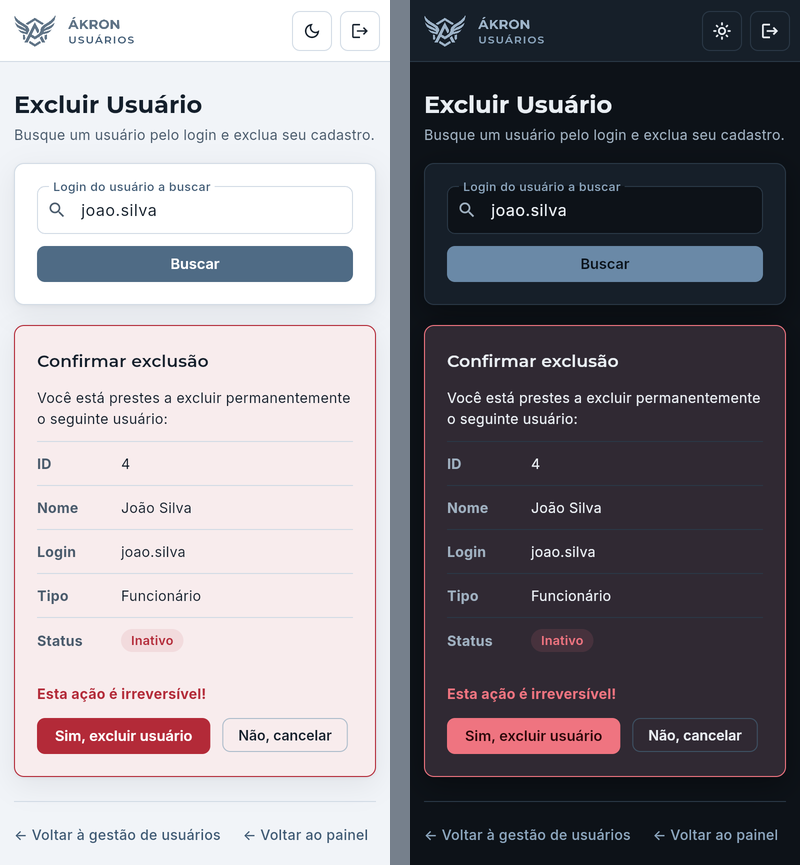 ÁKRON
USUÁRIOS
Excluir Usuário
Busque um usuário pelo login e exclua seu cadastro.
Login do usuário a buscar
joao.silva
Buscar
Confirmar exclusão
Você está prestes a excluir permanentemente
o seguinte usuário:
ID 4
Nome João Silva
Login joao.silva
Tipo Funcionário
Status Inativo
Esta ação é irreversível!
Sim, excluir usuário Não, cancelar
← Voltar à gestão de usuários ← Voltar ao painel
ÁKRON
USUÁRIOS
Excluir Usuário
Busque um usuário pelo login e exclua seu cadastro.
Login do usuário a buscar
joao.silva
Buscar
Confirmar exclusão
Você está prestes a excluir permanentemente
o seguinte usuário:
ID 4
Nome João Silva
Login joao.silva
Tipo Funcionário
Status Inativo
Esta ação é irreversível!
Sim, excluir usuário Não, cancelar
← Voltar à gestão de usuários ← Voltar ao painel